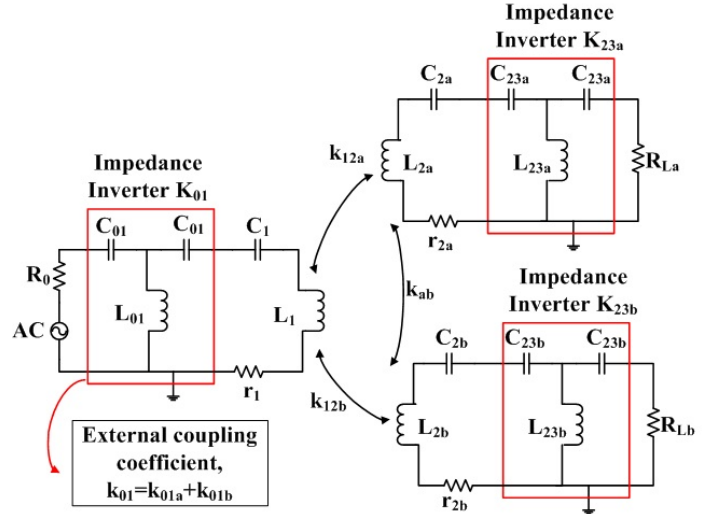 Impedance
Inverter K23a
C2a
C23a
C23a
k12a
L2a
L23a
RLa
r2a
Impedance
Inverter K01
C01
C01
C1
R0
AC
L01
L1
r1
kab
k12b
Impedance
Inverter K23b
C2b
C23b
C23b
L2b
L23b
RLb
r2b
External coupling
coefficient,
k01=k01a+k01b